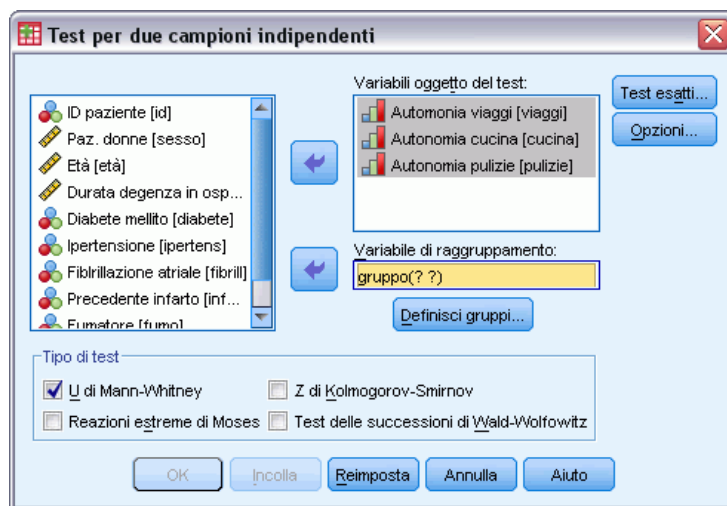 Test per due campioni indipendenti
ID paziente [id]
Paz. donne [sesso]
Età [età]
Durata degenza in osp...
Diabete mellito [diabete]
Ipertensione [ipertens]
Fiblrillazione atriale [fibrill]
Precedente infarto [inf...
Fumatore [fumo]
Variabili oggetto del test:
Automonia viaggi [viaggi]
Autonomia cucina [cucina]
Autonomia pulizie [pulizie]
Variabile di raggruppamento:
gruppo(? ?)
Definisci gruppi...
Test esatti...
Opzioni...
Tipo di test
U di Mann-Whitney
Z di Kolmogorov-Smirnov
Reazioni estreme di Moses
Test delle successioni di Wald-Wolfowitz
OK
Incolla
Reimposta
Annulla
Aiuto